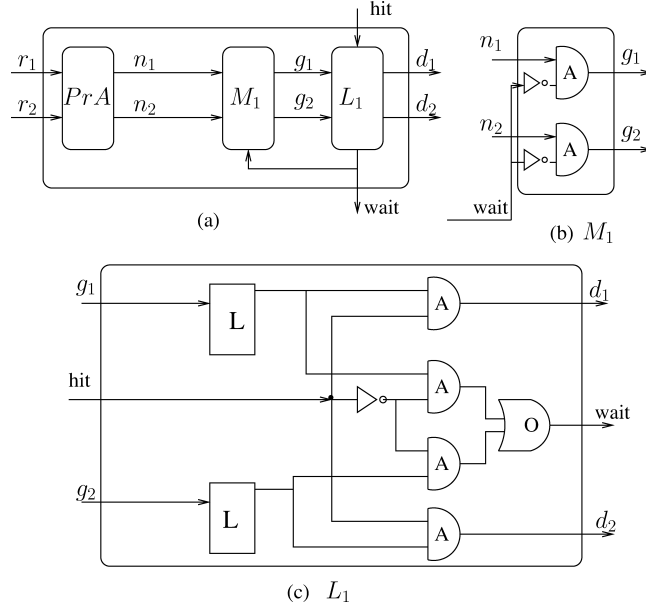 hit
r₁ PrA n₁ M₁ g₁ L₁ d₁
r₂ n₂ g₂ d₂
wait
(a)
n₁ A g₁
n₂ A g₂
wait
(b) M₁
g₁ L A d₁
hit A O wait
A
g₂ L A d₂
(c) L₁